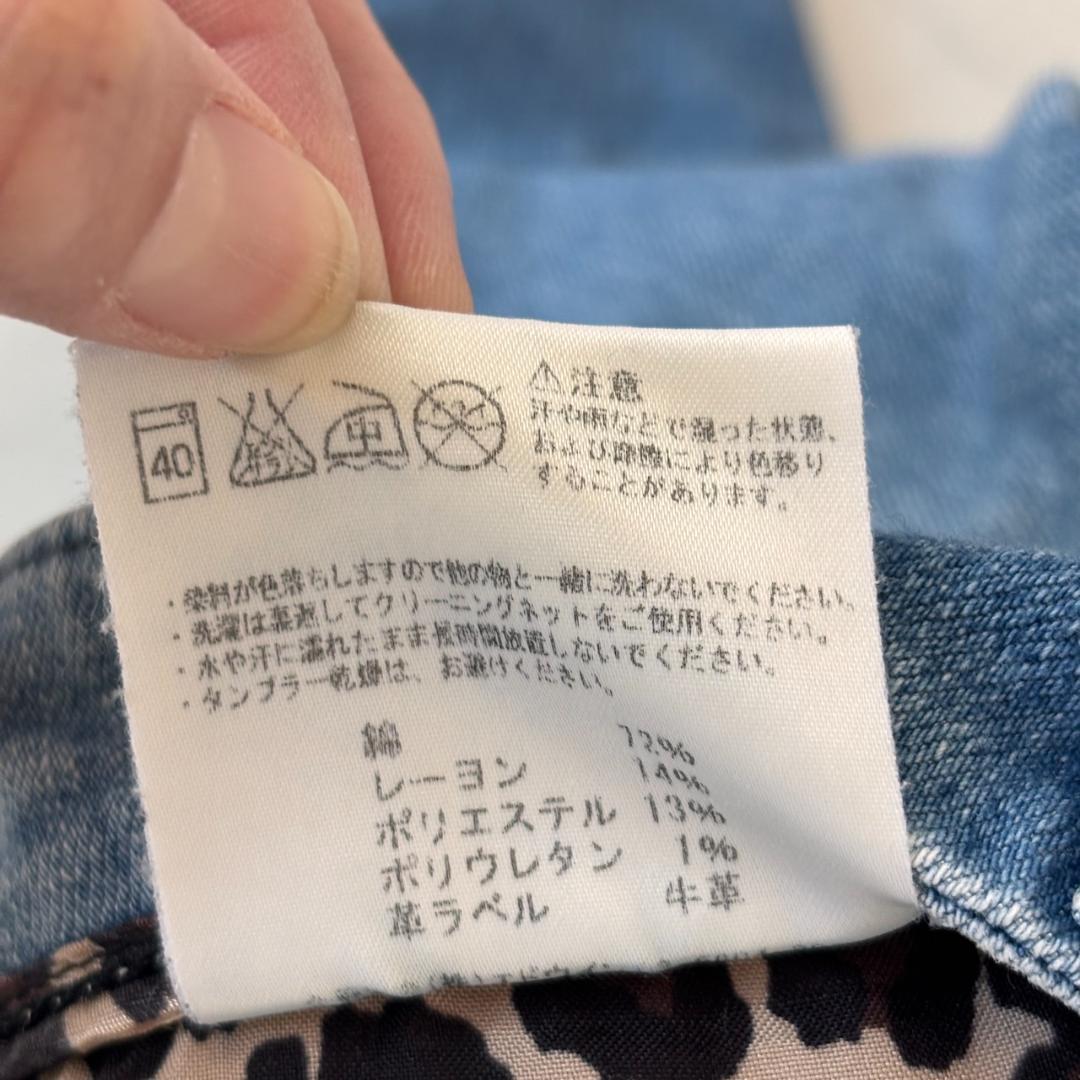 40
エンソ
サラシ
中
⚠注意
汗や雨などで湿った状態、
および摩擦により色移り
することがあります。
・染料が色落ちしますので他の物と一緒に洗わないでください。
・洗濯は裏返してクリーニングネットをご使用ください。
・水や汗に濡れたまま長時間放置しないでください。
・タンブラー乾燥は、お避けください。
綿 72%
レーヨン 14%
ポリエステル 13%
ポリウレタン 1%
革ラベル 牛革